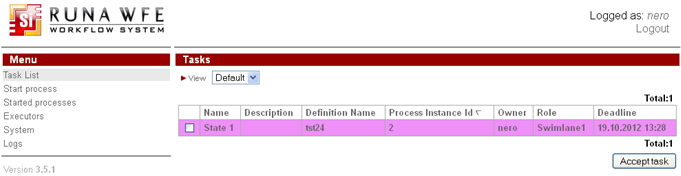 RUNA WFE
WORKFLOW SYSTEM
Logged as: nero
Logout
Menu
Task List
Start process
Started processes
Executors
System
Logs
Version 3.5.1
Tasks
View Default
Total:1
Name Description Definition Name Process Instance Id Owner Role Deadline
State 1 tst24 2 nero Swimlane1 19.10.2012 13:28
Total:1
Accept task